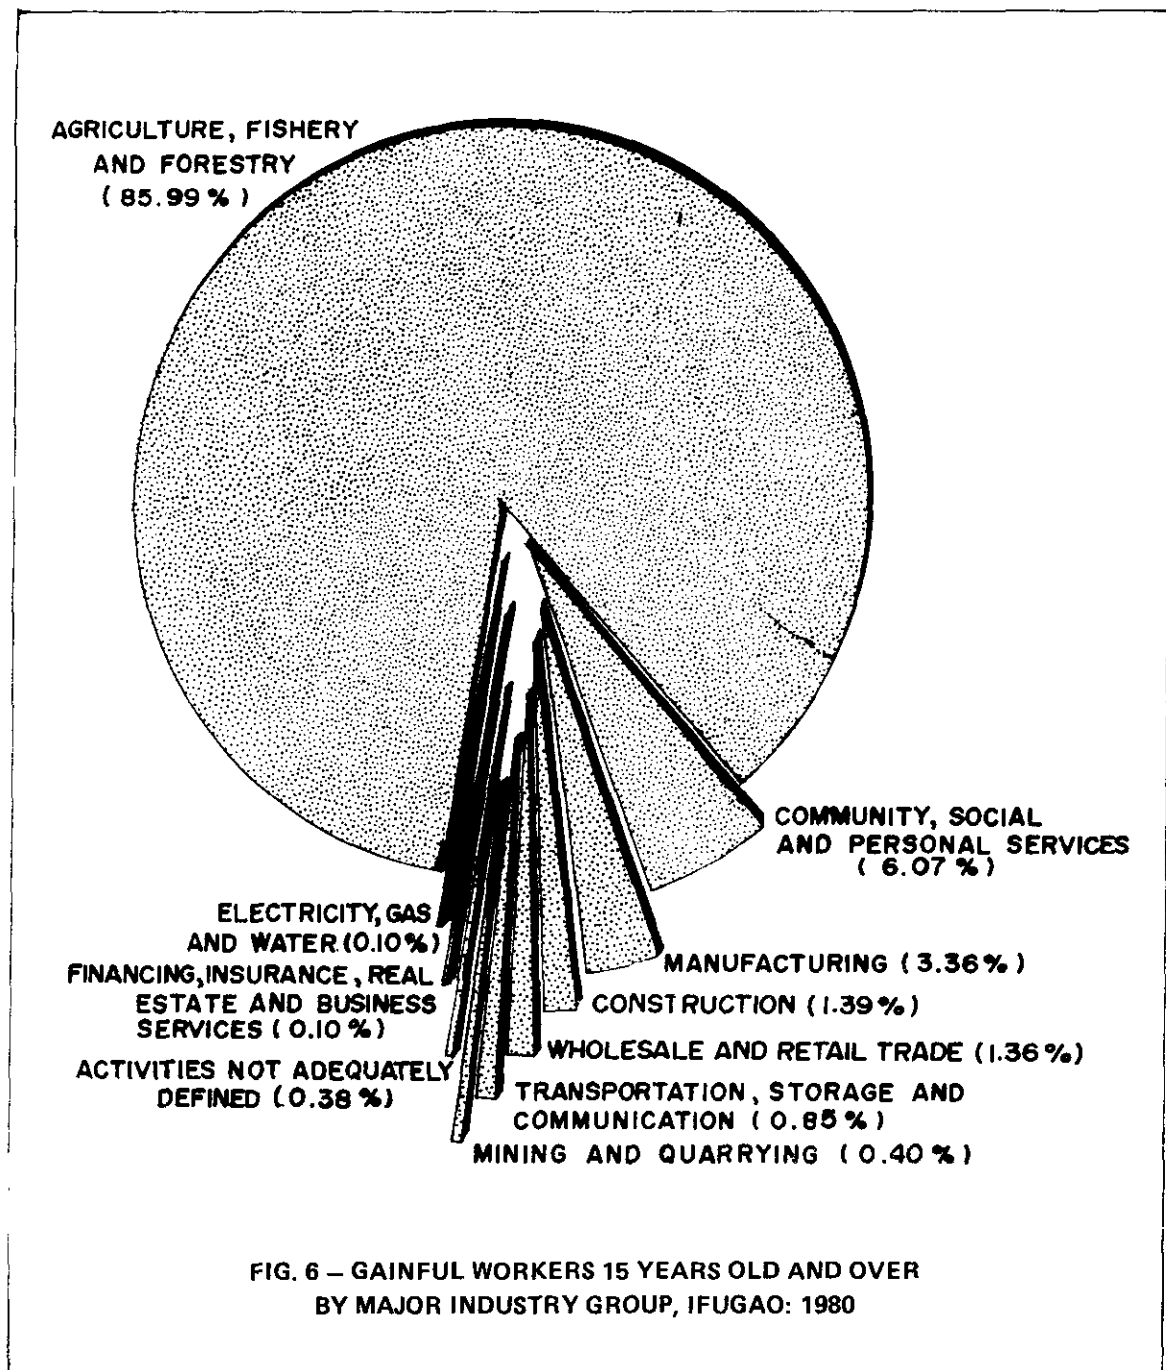 AGRICULTURE, FISHERY
AND FORESTRY
(85.99%)
COMMUNITY, SOCIAL
AND PERSONAL SERVICES
(6.07%)
ELECTRICITY, GAS
AND WATER (0.10%)
FINANCING, INSURANCE, REAL
ESTATE AND BUSINESS
SERVICES (0.10%)
ACTIVITIES NOT ADEQUATELY
DEFINED (0.38%)
MANUFACTURING (3.36%)
CONSTRUCTION (1.39%)
WHOLESALE AND RETAIL TRADE (1.36%)
TRANSPORTATION, STORAGE AND
COMMUNICATION (0.85%)
MINING AND QUARRYING (0.40%)
FIG. 6 – GAINFUL WORKERS 15 YEARS OLD AND OVER
BY MAJOR INDUSTRY GROUP, IFUGAO: 1980